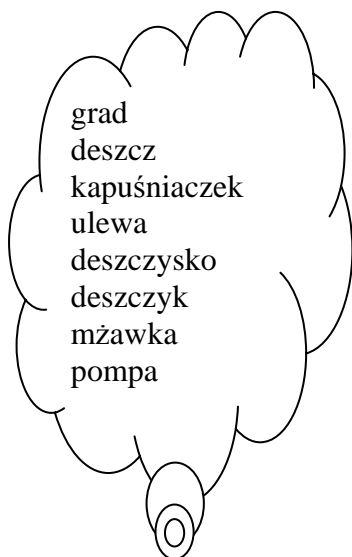 grad
deszcz
kapuśniaczek
ulewa
deszczysko
deszczyk
mżawka
pompa